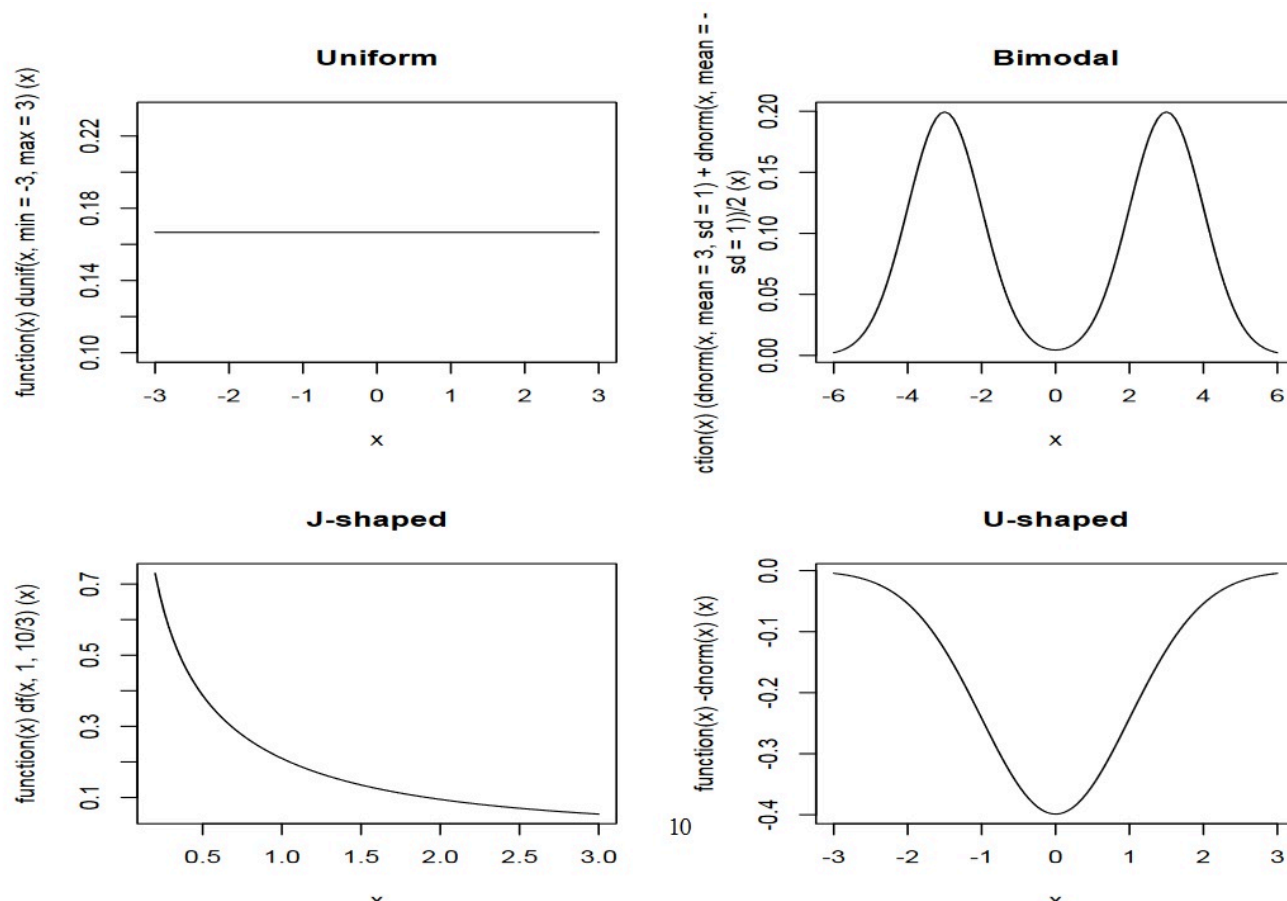 Uniform
function(x) dunif(x, min = -3, max = 3) (x)
0.22
0.18
0.14
0.10
-3 -2 -1 0 1 2 3
x
Bimodal
ction(x) (dnorm(x, mean = 3, sd = 1) + dnorm(x, mean = -
sd = 1))/2 (x)
0.20
0.15
0.10
0.05
0.00
-6 -4 -2 0 2 4 6
x
J-shaped
function(x) df(x, 1, 10/3) (x)
0.7
0.5
0.3
0.1
0.5 1.0 1.5 2.0 2.5 3.0
x
U-shaped
function(x) -dnorm(x) (x)
0.0
-0.1
-0.2
-0.3
-0.4
-3 -2 -1 0 1 2 3
x
10